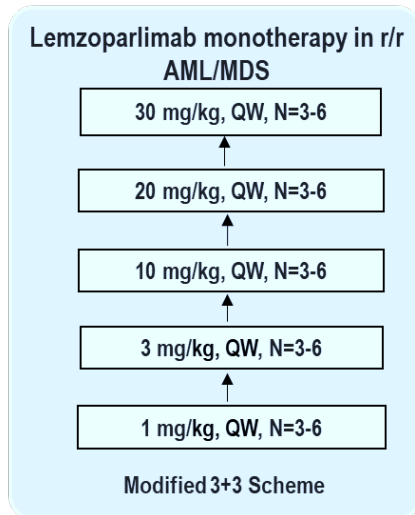 Lemzoparlimab monotherapy in r/r
AML/MDS
30 mg/kg, QW, N=3-6
20 mg/kg, QW, N=3-6
10 mg/kg, QW, N=3-6
3 mg/kg, QW, N=3-6
1 mg/kg, QW, N=3-6
Modified 3+3 Scheme